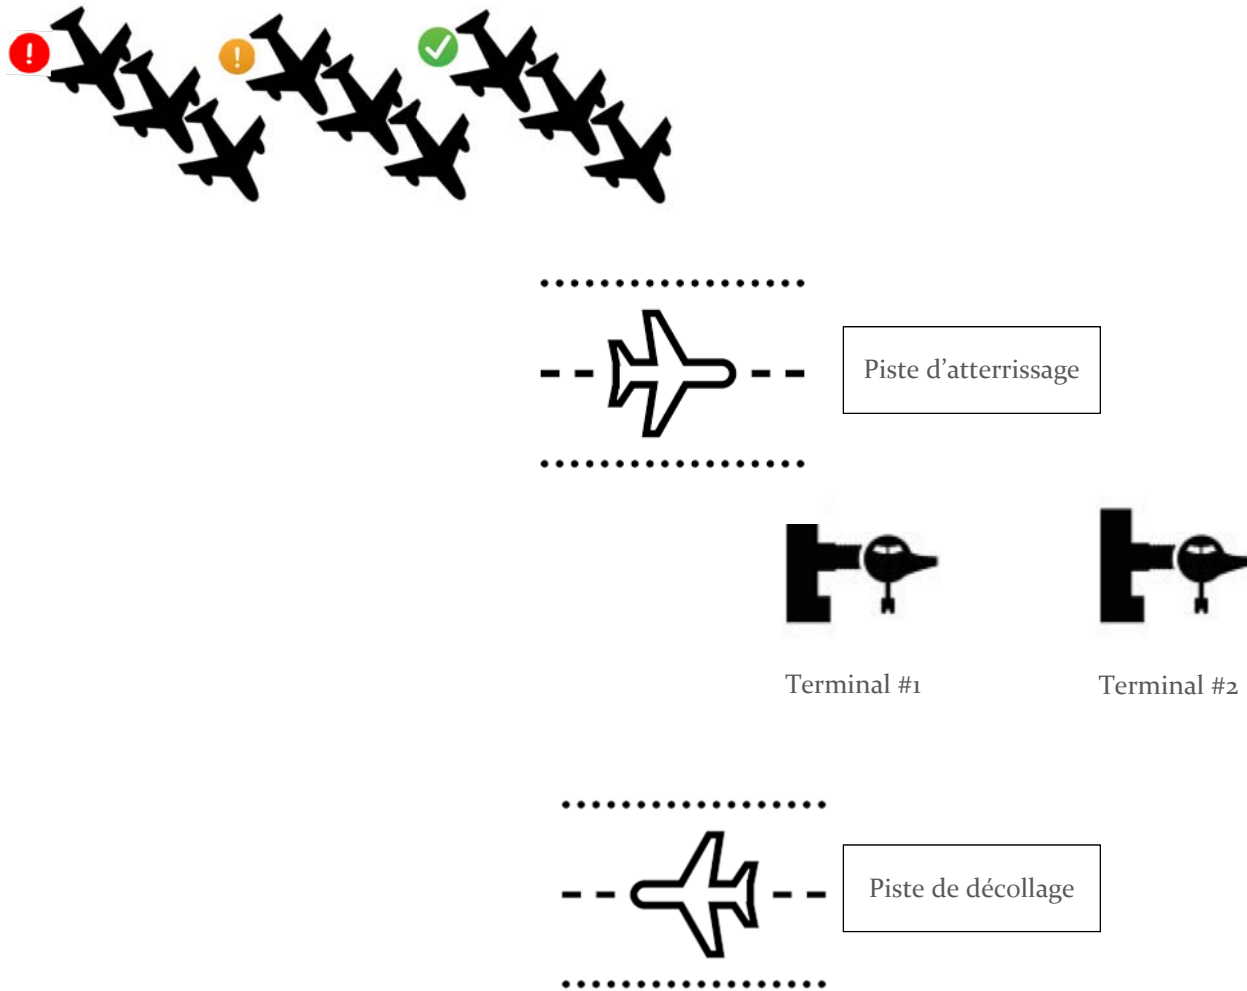 Piste d'atterrissage
Terminal #1
Terminal #2
Piste de décollage